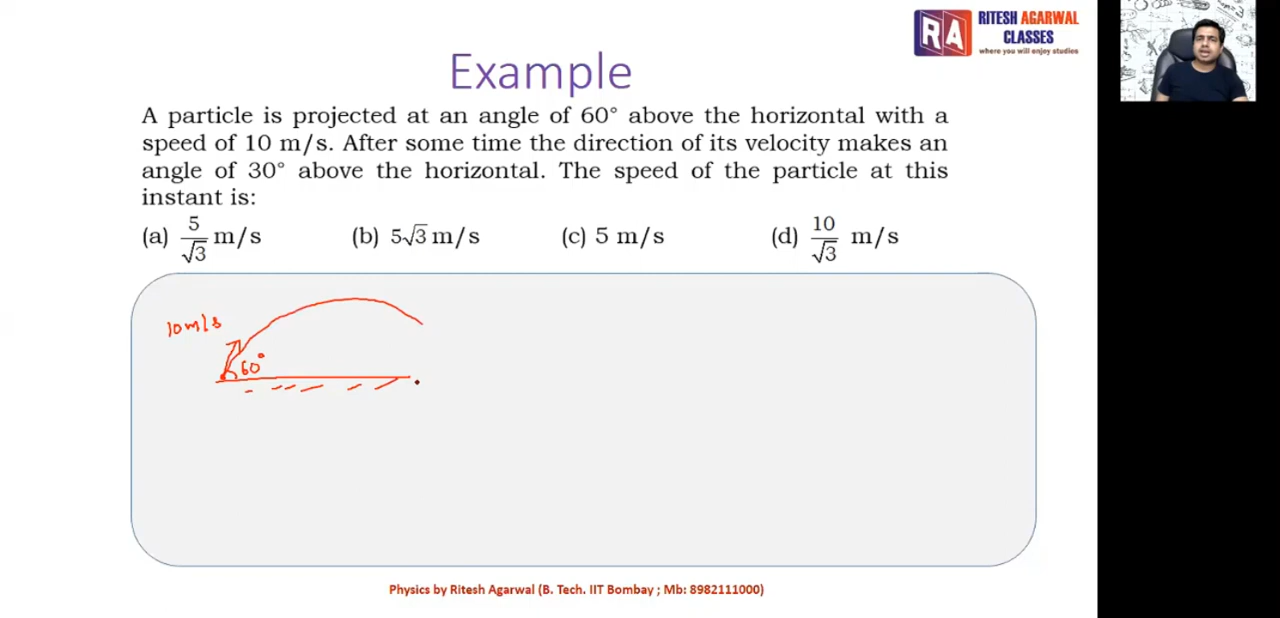 RITESH AGARWAL
CLASSES
RA
where you will enjoy studies
Example
A particle is projected at an angle of 60° above the horizontal with a
speed of 10 m/s. After some time the direction of its velocity makes an
angle of 30° above the horizontal. The speed of the particle at this
instant is:
(a) 5/√3 m/s (b) 5√3 m/s (c) 5 m/s (d) 10/√3 m/s
10m/s
60°
Physics by Ritesh Agarwal (B. Tech. IIT Bombay ; Mb: 8982111000)